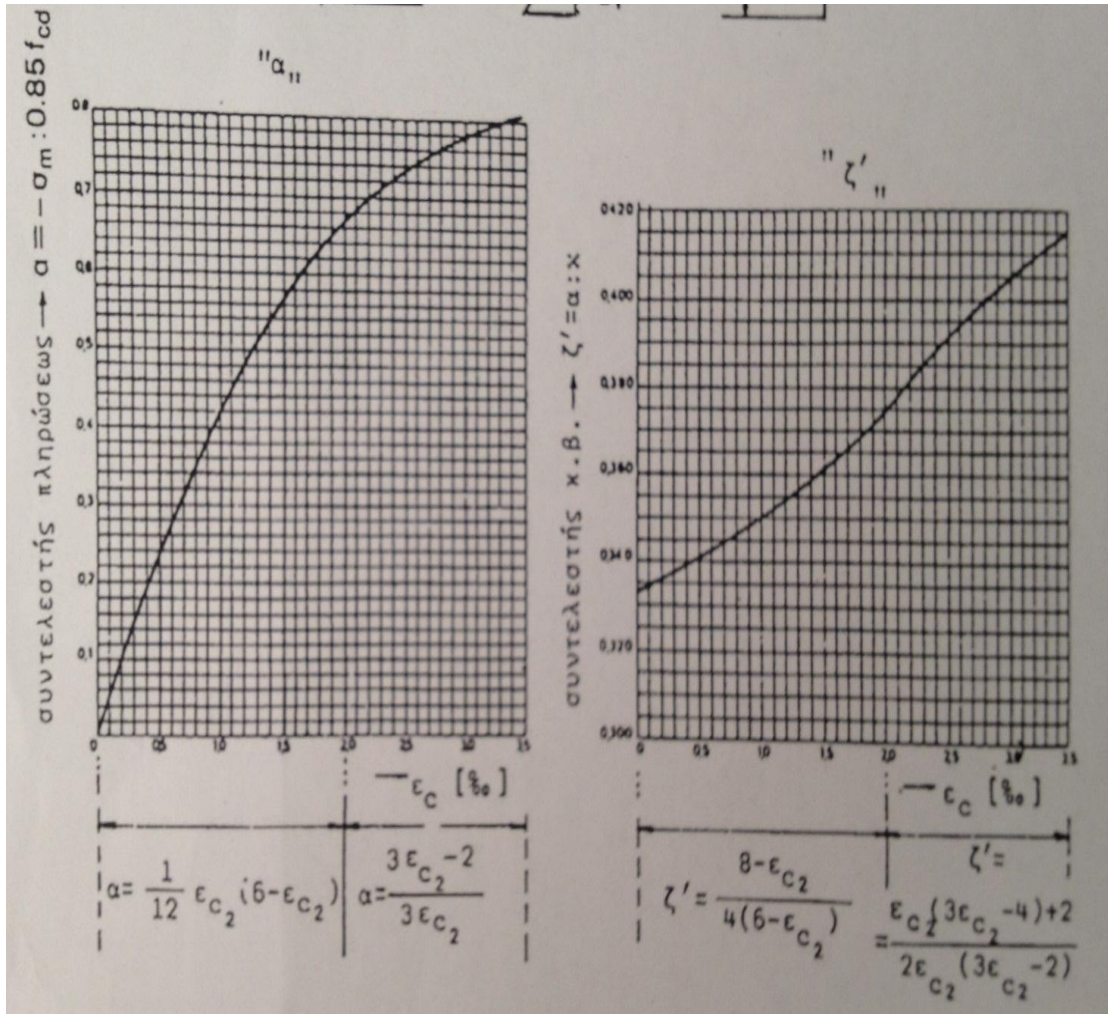 συντελεστής πληρώσεως → α = − σm : 0.85 fcd
"α"
0.8
0,7
0,6
0,5
0,4
0,3
0,2
0,1
0 0,5 1,0 1,5 2,0 2,5 3,0 3,5
— εc [‰]
α= 1/12 εc2 (6-εc2)
α= (3εc2-2)/(3εc2)
"ζ'"
συντελεστής κ.β. → ζ'=α:x
0,420
0,400
0,380
0,360
0,340
0,320
0,300
0 0,5 1,0 1,5 2,0 2,5 3,0 3,5
— εc [‰]
ζ'= (8-εc2)/(4(6-εc2))
ζ'=
= (εc2(3εc2-4)+2)/(2εc2(3εc2-2))